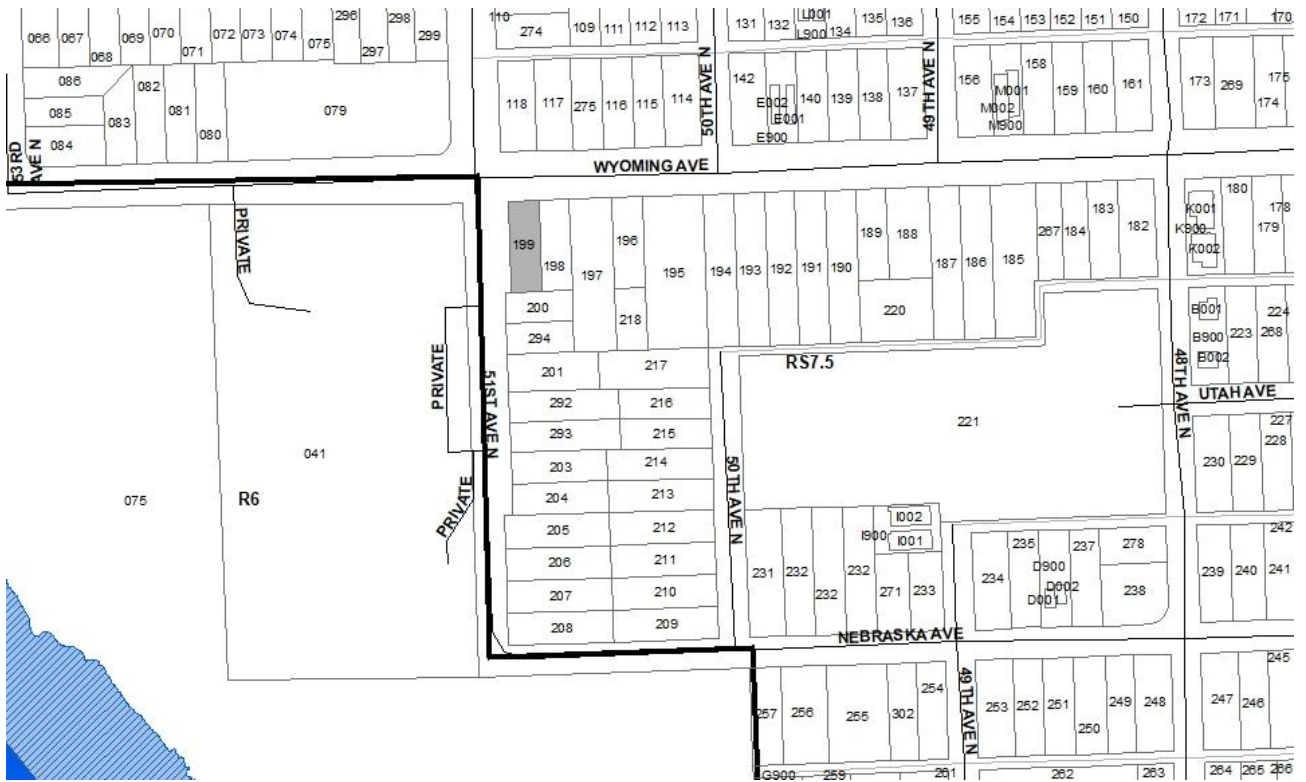 066 067 068 069 070 071 072 073 074 075 296 297 298 299
110 274 109 111 112 113
131 132 L001 L900 134 135 136
155 154 153 152 151 150
172 171 170
086 085 084 083 082 081 080 079
118 117 275 116 115 114
142 E002 E001 E900 140 139 138 137
156 M001 M002 M900 158 159 160 161
173 269 174 175
53RD AVE N
50TH AVE N
49TH AVE N
WYOMING AVE
PRIVATE
199 198 197 196 195 194 193 192 191 190 189 188 187 186 185 267 184 183 182
K001 K900 K002 180 179 178
200 294 218 220
B001 B900 B002 223 224 268
PRIVATE
51ST AVE N
RS7.5
48TH AVE N
UTAH AVE
201 217
292 216
293 215
203 214
204 213
205 212
206 211
207 210
208 209
221
230 229 228 227
041
075
R6
PRIVATE
50TH AVE N
231 232 232 232 I900 I002 I001 271 233
234 235 D900 D001 D002 237 278 238
239 240 241 242
NEBRASKA AVE
49TH AVE N
257 256 255 302 254
253 252 251 250 249 248
247 246 245
G900 259 261 262 263 264 265 266